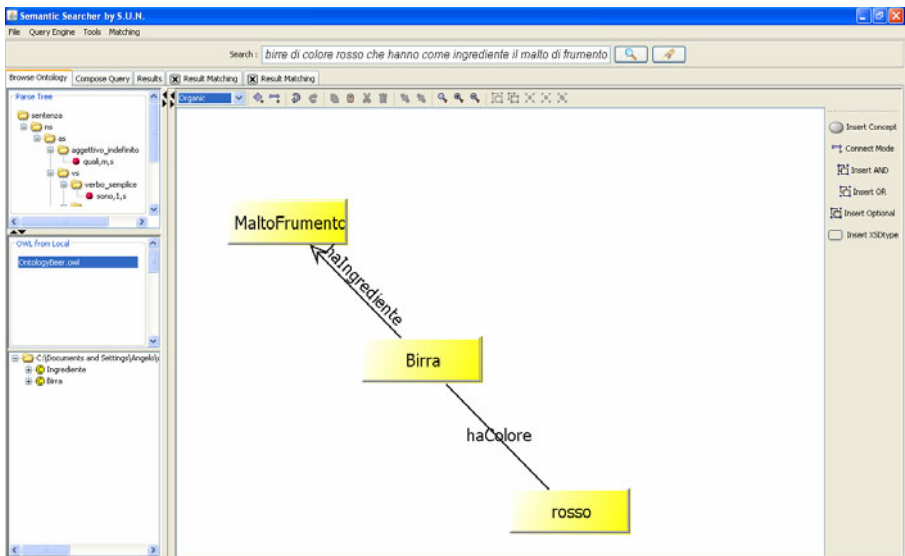 Semantic Searcher by S.U.N.
File Query Engine Tools Matching
Search : birre di colore rosso che hanno come ingrediente il malto di frumento
Browse Ontology Compose Query Results Result Matching Result Matching
Parse Tree
sentenza
ns
as
aggettivo_indefinito
qual,m,s
vs
verbo_semplice
sono,1,s
OWL from Local
OntologyBeer.owl
C:\Documents and Settings\Angelo\
Ingrediente
Birra
Organic
MaltoFrumento
haIngrediente
Birra
haColore
rosso
Insert Concept
Connect Mode
Insert AND
Insert OR
Insert Optional
Insert XSDtype